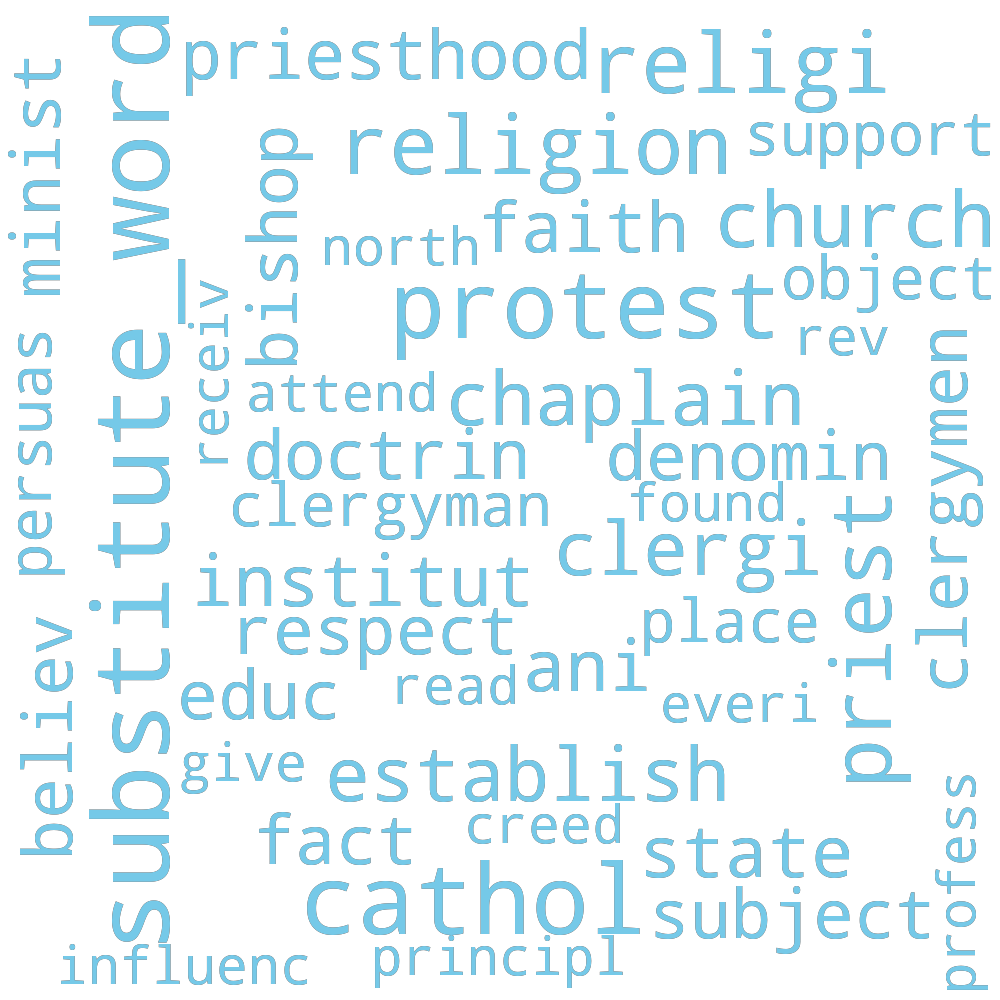 priesthood
religi
religion
support
minist
substitute_word
bishop
north
faith
church
object
protest
rev
receiv
attend
chaplain
persuas
clergymen
doctrin
denomin
clergyman
found
priest
clergi
institut
respect
place
believ
educ
read
ani
everi
give
establish
profess
fact
creed
state
cathol
subject
influenc
principl